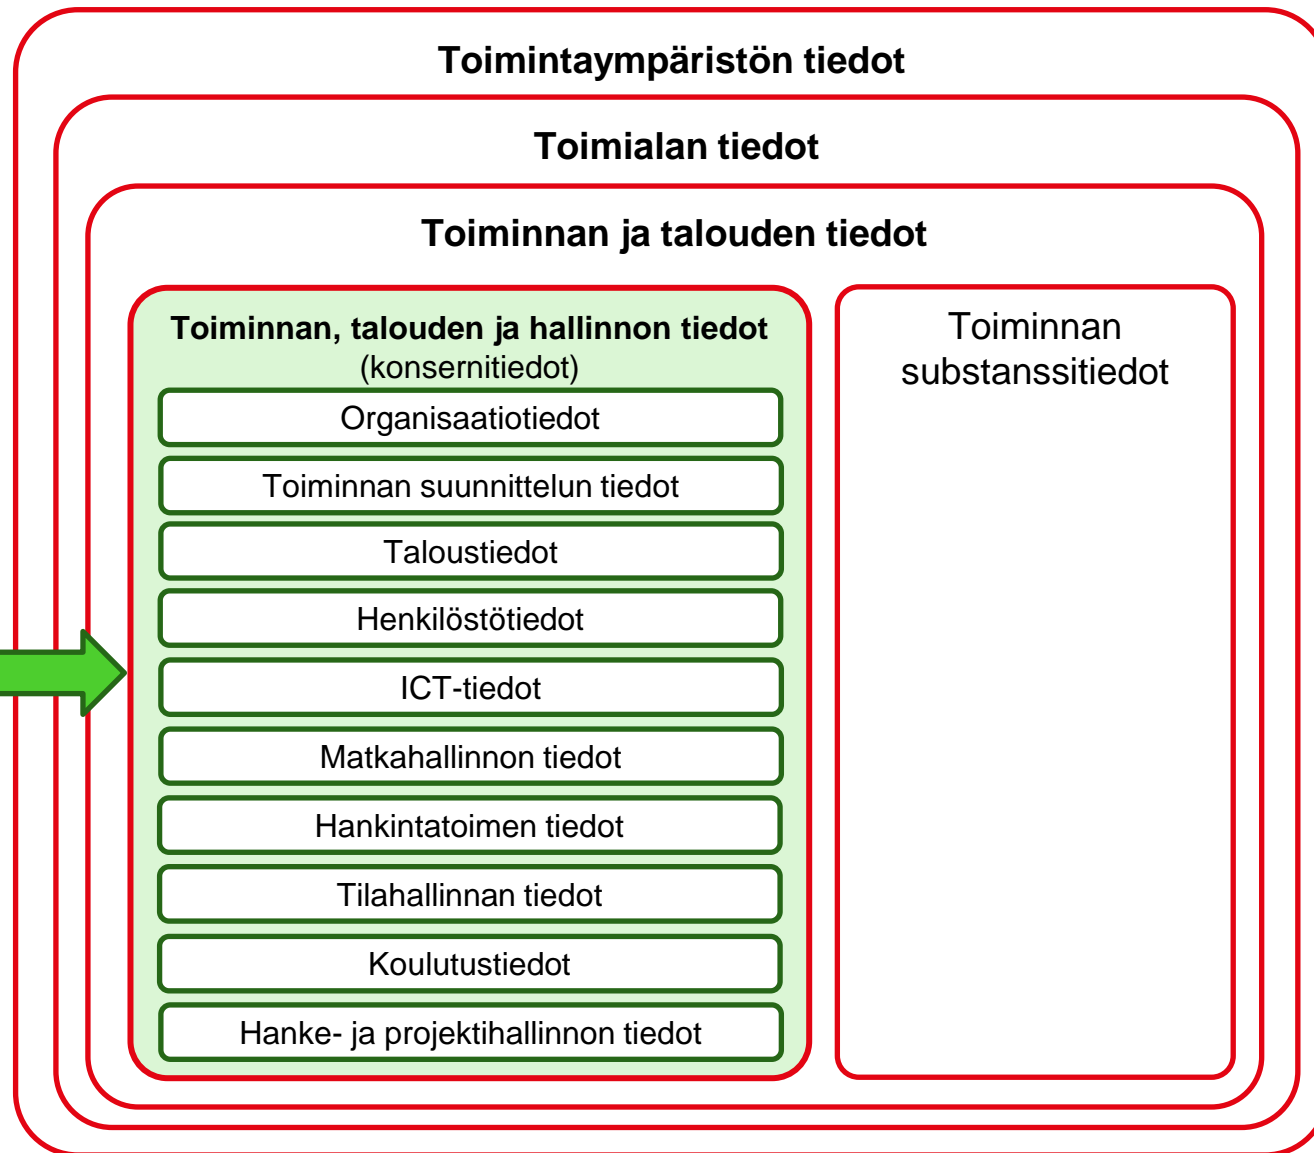 Toimintaympäristön tiedot
Toimialan tiedot
Toiminnan ja talouden tiedot
Toiminnan, talouden ja hallinnon tiedot
(konsernitiedot)
Organisaatiotiedot
Toiminnan suunnittelun tiedot
Taloustiedot
Henkilöstötiedot
ICT-tiedot
Matkahallinnon tiedot
Hankintatoimen tiedot
Tilahallinnan tiedot
Koulutustiedot
Hanke- ja projektihallinnon tiedot
Toiminnan
substanssitiedot